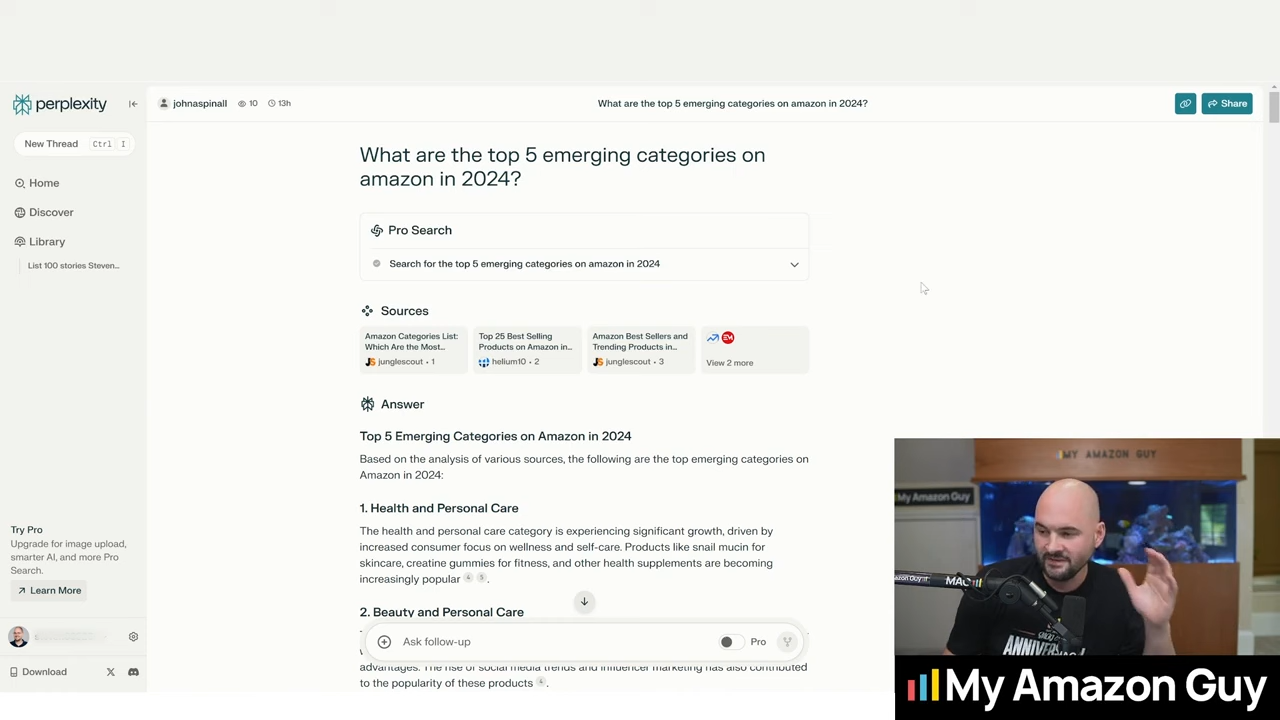 perplexity
New Thread
Ctrl
I
Home
Discover
Library
List 100 stories Steven...
Try Pro
Upgrade for image upload,
smarter AI, and more Pro
Search.
Learn More
Download
johnaspinall
10
13h
What are the top 5 emerging categories on amazon in 2024?
Share
What are the top 5 emerging categories on
amazon in 2024?
Pro Search
Search for the top 5 emerging categories on amazon in 2024
Sources
Amazon Categories List:
Which Are the Most...
junglescout • 1
Top 25 Best Selling
Products on Amazon in...
helium10 • 2
Amazon Best Sellers and
Trending Products in...
junglescout • 3
View 2 more
Answer
Top 5 Emerging Categories on Amazon in 2024
Based on the analysis of various sources, the following are the top emerging categories on
Amazon in 2024:
1. Health and Personal Care
The health and personal care category is experiencing significant growth, driven by
increased consumer focus on wellness and self-care. Products like snail mucin for
skincare, creatine gummies for fitness, and other health supplements are becoming
increasingly popular 4 5 .
2. Beauty and Personal Care
Ask follow-up
Pro
advantages. The rise of social media trends and influencer marketing has also contributed
to the popularity of these products 4 .
MY AMAZON GUY
My Amazon Guy
ANNIVERSA
My Amazon Guy